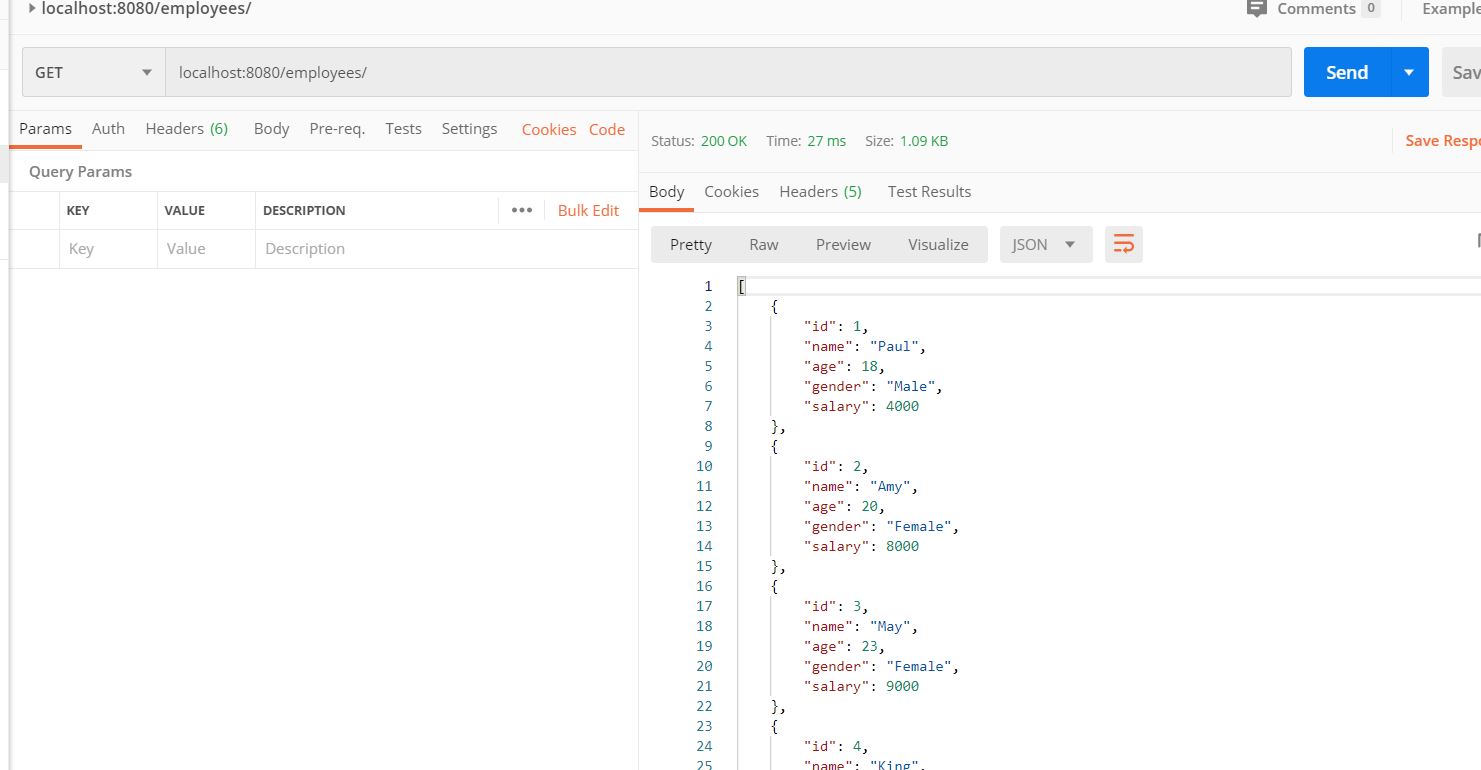 localhost:8080/employees/
Comments 0 Example
GET localhost:8080/employees/ Send Sav
Params Auth Headers (6) Body Pre-req. Tests Settings Cookies Code
Status: 200 OK Time: 27 ms Size: 1.09 KB Save Respo
Query Params
KEY VALUE DESCRIPTION ••• Bulk Edit
Key Value Description
Body Cookies Headers (5) Test Results
Pretty Raw Preview Visualize JSON
1 [
2 {
3 "id": 1,
4 "name": "Paul",
5 "age": 18,
6 "gender": "Male",
7 "salary": 4000
8 },
9 {
10 "id": 2,
11 "name": "Amy",
12 "age": 20,
13 "gender": "Female",
14 "salary": 8000
15 },
16 {
17 "id": 3,
18 "name": "May",
19 "age": 23,
20 "gender": "Female",
21 "salary": 9000
22 },
23 {
24 "id": 4,
25 "name": "King",